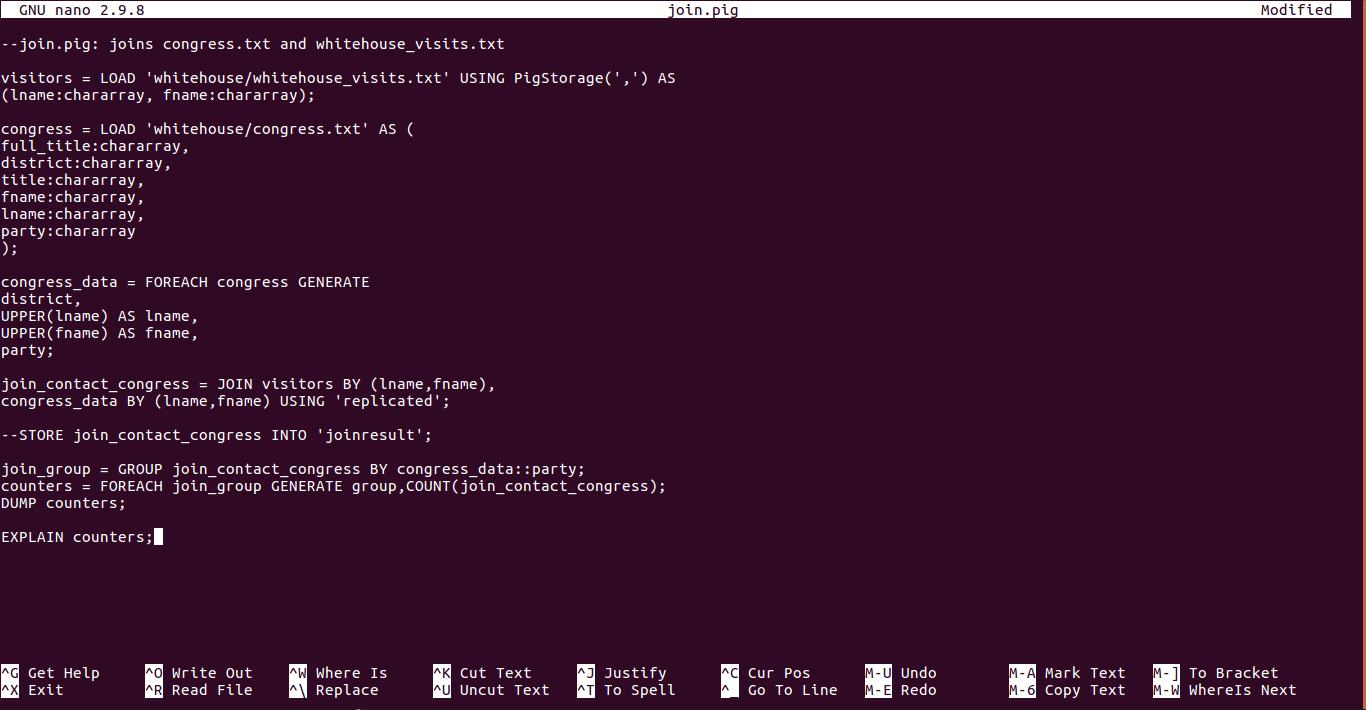 GNU nano 2.9.8 join.pig Modified
--join.pig: joins congress.txt and whitehouse_visits.txt
visitors = LOAD 'whitehouse/whitehouse_visits.txt' USING PigStorage(',') AS
(lname:chararray, fname:chararray);
congress = LOAD 'whitehouse/congress.txt' AS (
full_title:chararray,
district:chararray,
title:chararray,
fname:chararray,
lname:chararray,
party:chararray
);
congress_data = FOREACH congress GENERATE
district,
UPPER(lname) AS lname,
UPPER(fname) AS fname,
party;
join_contact_congress = JOIN visitors BY (lname,fname),
congress_data BY (lname,fname) USING 'replicated';
--STORE join_contact_congress INTO 'joinresult';
join_group = GROUP join_contact_congress BY congress_data::party;
counters = FOREACH join_group GENERATE group,COUNT(join_contact_congress);
DUMP counters;
EXPLAIN counters;
^G Get Help ^O Write Out ^W Where Is ^K Cut Text ^J Justify ^C Cur Pos M-U Undo M-A Mark Text M-] To Bracket
^X Exit ^R Read File ^\ Replace ^U Uncut Text ^T To Spell ^_ Go To Line M-E Redo M-6 Copy Text M-W WhereIs Next